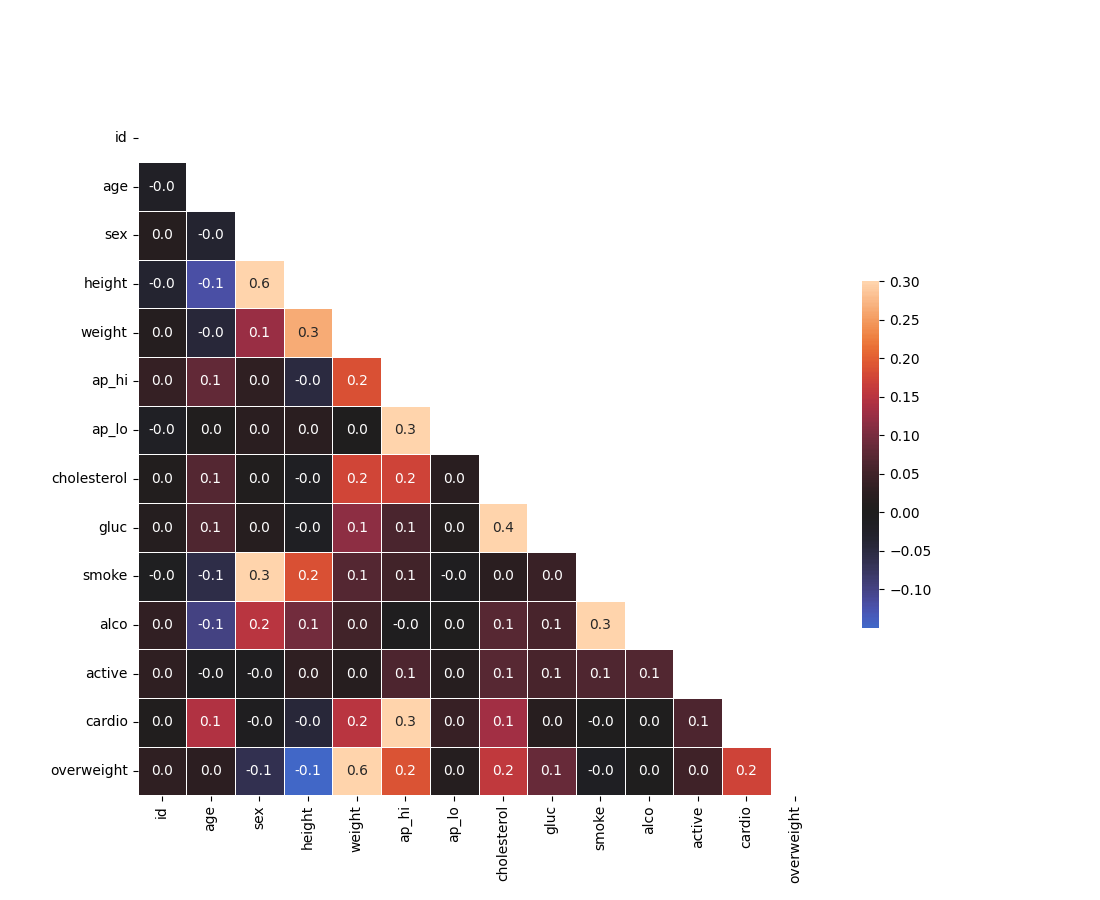 id
age -0.0
sex 0.0 -0.0
height -0.0 -0.1 0.6
0.30
weight 0.0 -0.0 0.1 0.3
0.25
0.20
ap_hi 0.0 0.1 0.0 -0.0 0.2
0.15
ap_lo -0.0 0.0 0.0 0.0 0.0 0.3
0.10
cholesterol 0.0 0.1 0.0 -0.0 0.2 0.2 0.0
0.05
0.00
gluc 0.0 0.1 0.0 -0.0 0.1 0.1 0.0 0.4
−0.05
smoke -0.0 -0.1 0.3 0.2 0.1 0.1 -0.0 0.0 0.0
−0.10
alco 0.0 -0.1 0.2 0.1 0.0 -0.0 0.0 0.1 0.1 0.3
active 0.0 -0.0 -0.0 0.0 0.0 0.1 0.0 0.1 0.1 0.1 0.1
cardio 0.0 0.1 -0.0 -0.0 0.2 0.3 0.0 0.1 0.0 -0.0 0.0 0.1
overweight 0.0 0.0 -0.1 -0.1 0.6 0.2 0.0 0.2 0.1 -0.0 0.0 0.0 0.2
id age sex height weight ap_hi ap_lo cholesterol gluc smoke alco active cardio overweight